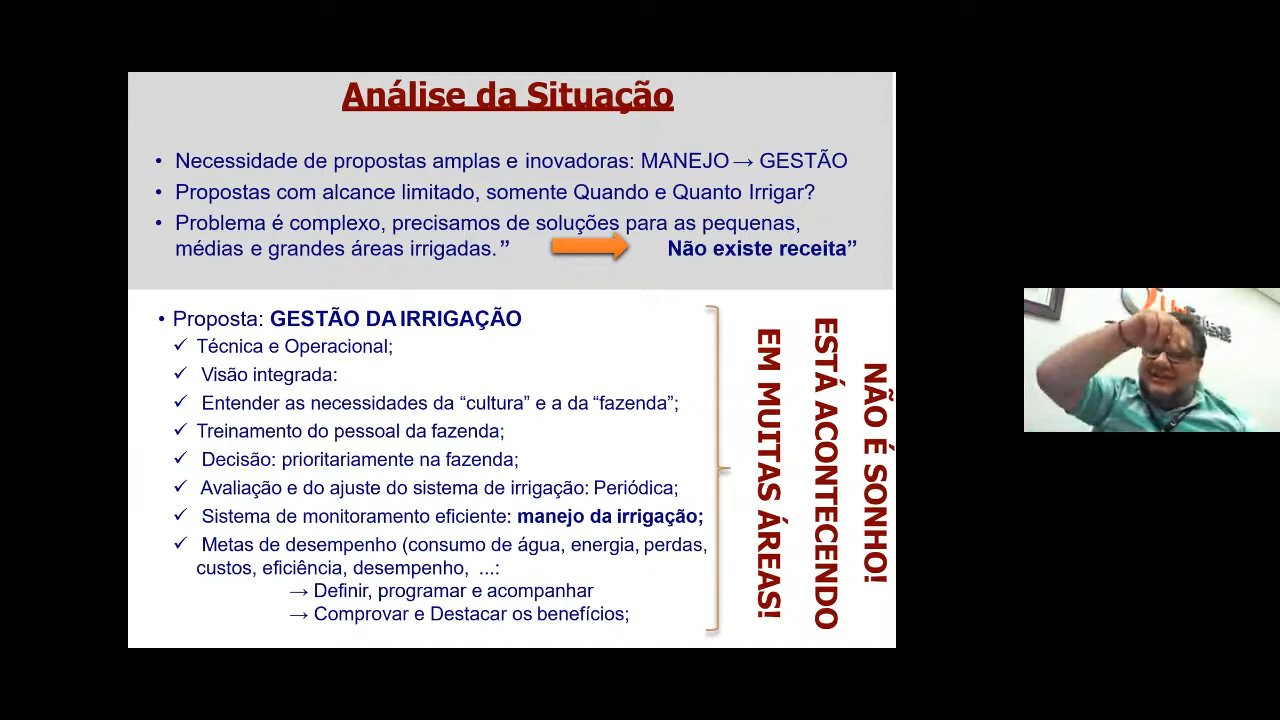 Análise da Situação
• Necessidade de propostas amplas e inovadoras: MANEJO → GESTÃO
• Propostas com alcance limitado, somente Quando e Quanto Irrigar?
• Problema é complexo, precisamos de soluções para as pequenas,
médias e grandes áreas irrigadas.” Não existe receita”
• Proposta: GESTÃO DA IRRIGAÇÃO
✓ Técnica e Operacional;
✓ Visão integrada:
✓ Entender as necessidades da “cultura” e a da “fazenda”;
✓ Treinamento do pessoal da fazenda;
✓ Decisão: prioritariamente na fazenda;
✓ Avaliação e do ajuste do sistema de irrigação: Periódica;
✓ Sistema de monitoramento eficiente: manejo da irrigação;
✓ Metas de desempenho (consumo de água, energia, perdas,
custos, eficiência, desempenho, ...:
→ Definir, programar e acompanhar
→ Comprovar e Destacar os benefícios;
NÃO É SONHO!
ESTÁ ACONTECENDO
EM MUITAS ÁREAS!